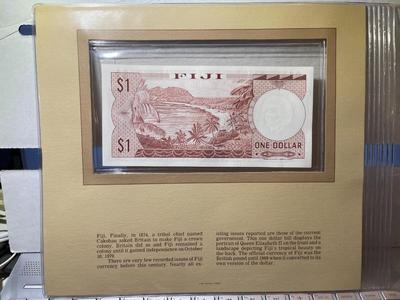 FIJI
$1
$1
ONE DOLLAR
Fiji. Finally, in 1874, a tribal chief named
Cakobau asked Britain to make Fiji a crown
colony. Britain did so and Fiji remained a
colony until it gained independence on October
10, 1970.
There are very few recorded issues of Fiji
currency before this century. Nearly all ex-
isting issues reported are those of the current
government. This one dollar bill displays the
portrait of Queen Elizabeth II on the front and a
landscape depicting Fiji's tropical beauty on
the back. The official currency of Fiji was the
British pound until 1969 when it converted to its
own version of the dollar.